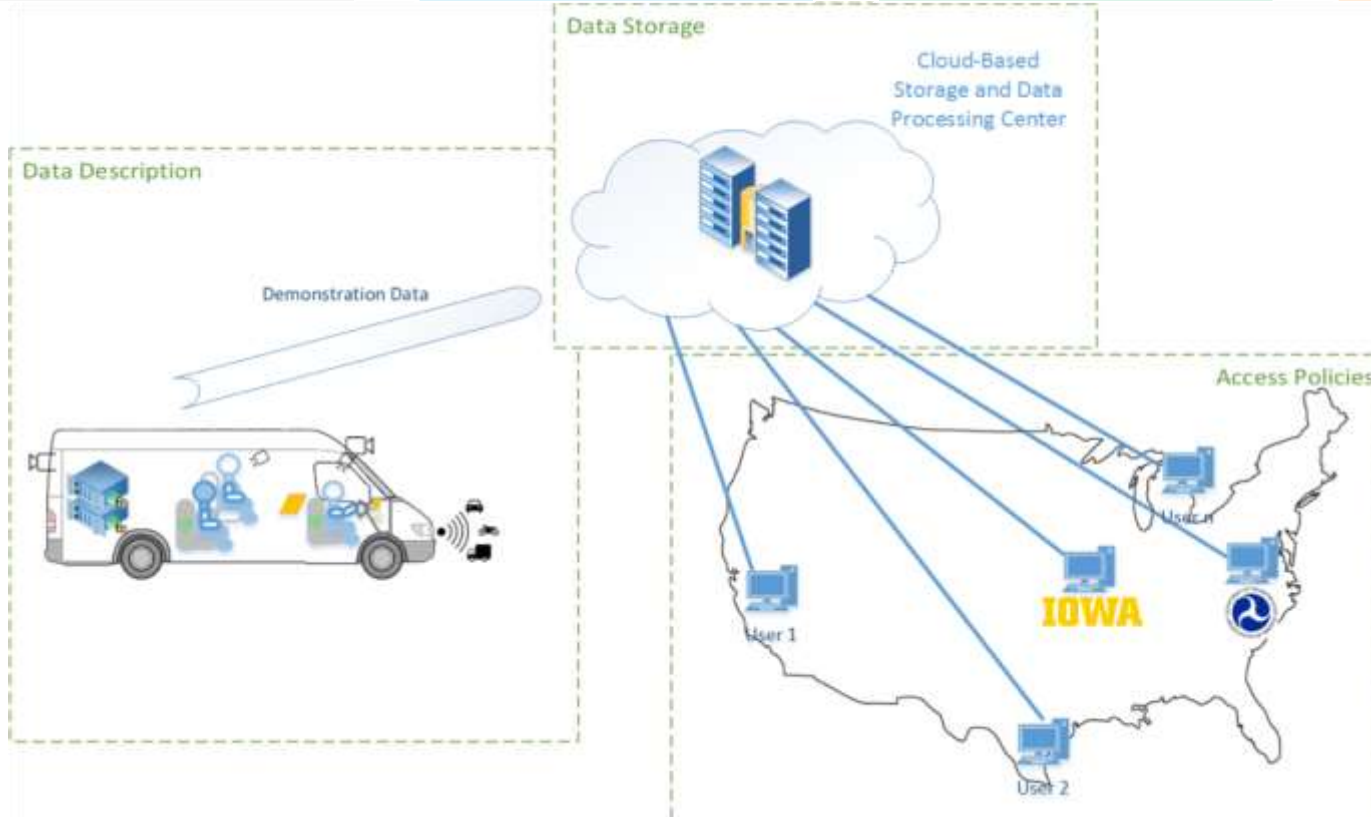 Data Storage
Cloud-Based
Storage and Data
Processing Center
Data Description
Demonstration Data
Access Policies
User n
IOWA
User 1
User 2